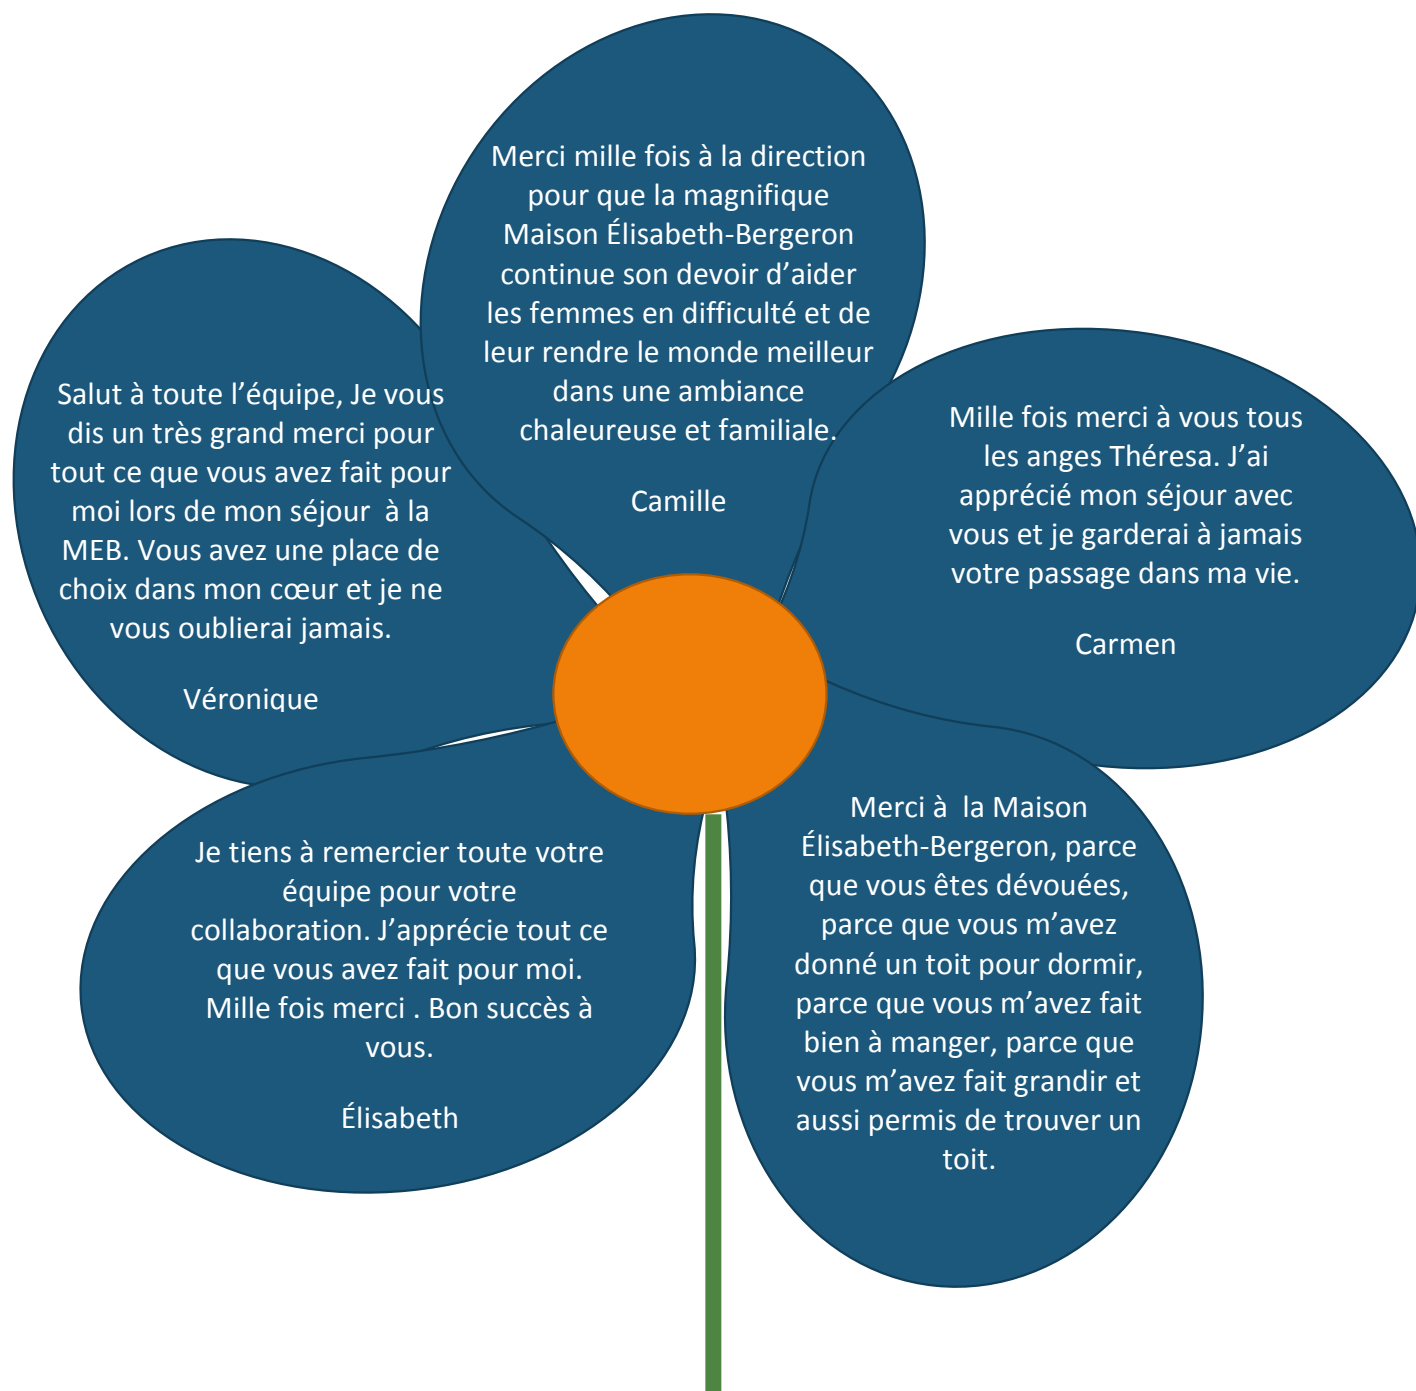 Merci mille fois à la direction
pour que la magnifique
Maison Élisabeth-Bergeron
continue son devoir d’aider
les femmes en difficulté et de
leur rendre le monde meilleur
dans une ambiance
chaleureuse et familiale.
Camille
Salut à toute l’équipe, Je vous
dis un très grand merci pour
tout ce que vous avez fait pour
moi lors de mon séjour  à la
MEB. Vous avez une place de
choix dans mon cœur et je ne
vous oublierai jamais.
Véronique
Mille fois merci à vous tous
les anges Théresa. J’ai
apprécié mon séjour avec
vous et je garderai à jamais
votre passage dans ma vie.
Carmen
Je tiens à remercier toute votre
équipe pour votre
collaboration. J’apprécie tout ce
que vous avez fait pour moi.
Mille fois merci . Bon succès à
vous.
Élisabeth
Merci à  la Maison
Élisabeth-Bergeron, parce
que vous êtes dévouées,
parce que vous m’avez
donné un toit pour dormir,
parce que vous m’avez fait
bien à manger, parce que
vous m’avez fait grandir et
aussi permis de trouver un
toit.